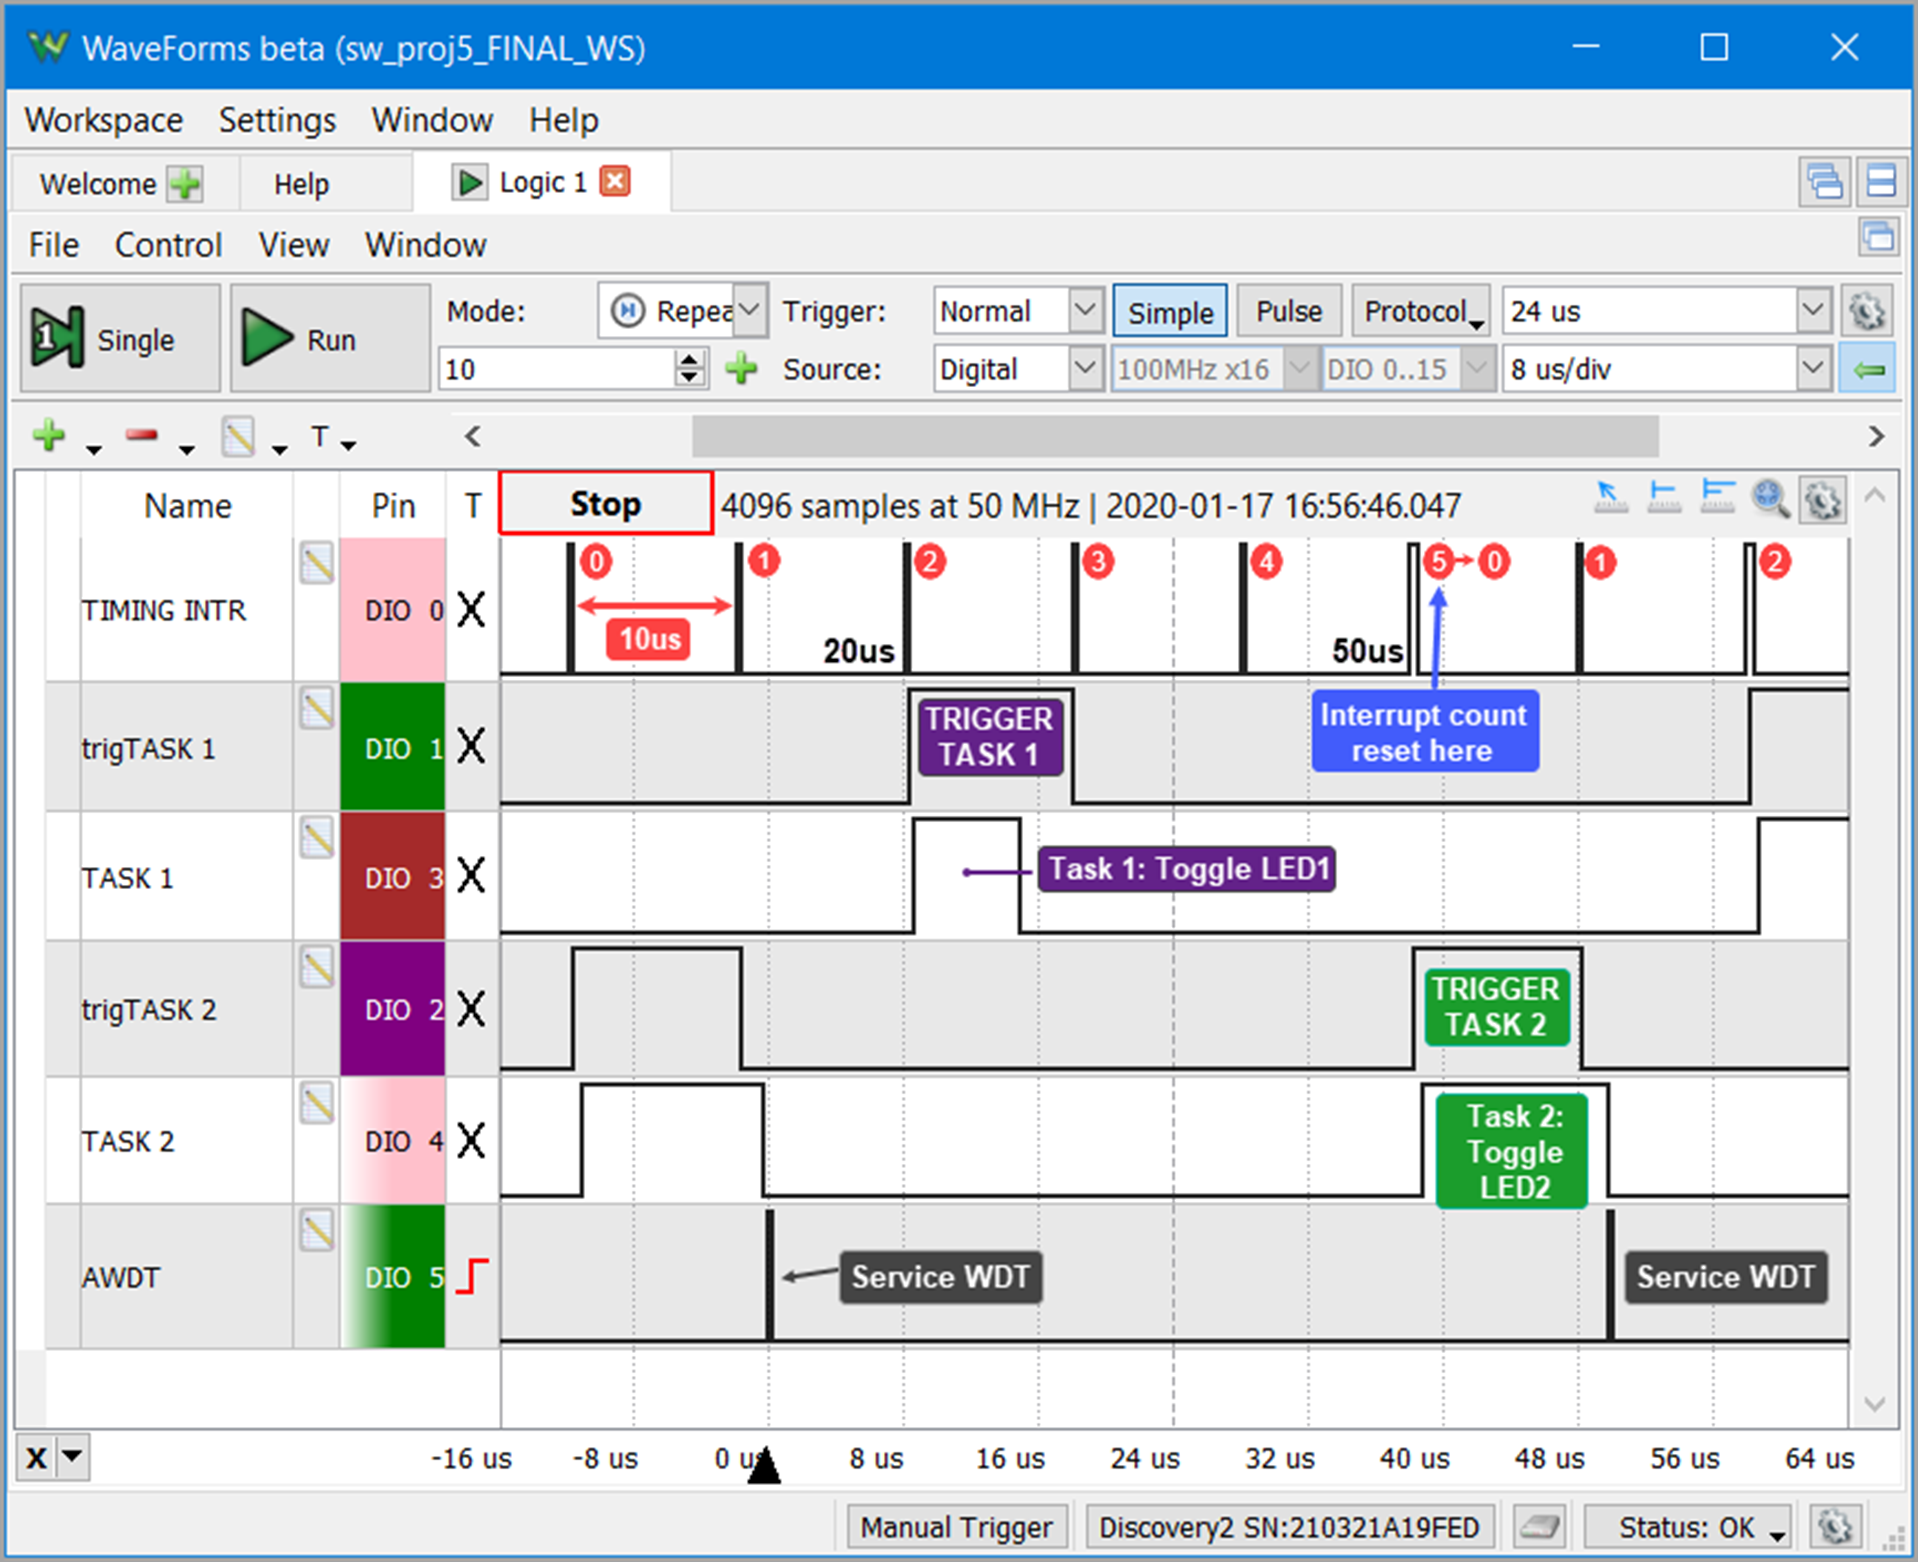 WaveForms beta (sw_proj5_FINAL_WS)
Workspace Settings Window Help
Welcome Help Logic 1
File Control View Window
1 Single Run Mode: Repea Trigger: Normal Simple Pulse Protocol 24 us
10 Source: Digital 100MHz x16 DIO 0..15 8 us/div
T
Name Pin T Stop 4096 samples at 50 MHz | 2020-01-17 16:56:46.047
0 1 2 3 4 5 0 1 2
TIMING INTR DIO 0 X 10us 20us 50us
trigTASK 1 DIO 1 X
TRIGGER
TASK 1
Interrupt count
reset here
TASK 1 DIO 3 X Task 1: Toggle LED1
trigTASK 2 DIO 2 X
TRIGGER
TASK 2
TASK 2 DIO 4 X
Task 2:
Toggle
LED2
AWDT DIO 5 Service WDT Service WDT
X -16 us -8 us 0 us 8 us 16 us 24 us 32 us 40 us 48 us 56 us 64 us
Manual Trigger Discovery2 SN:210321A19FED Status: OK